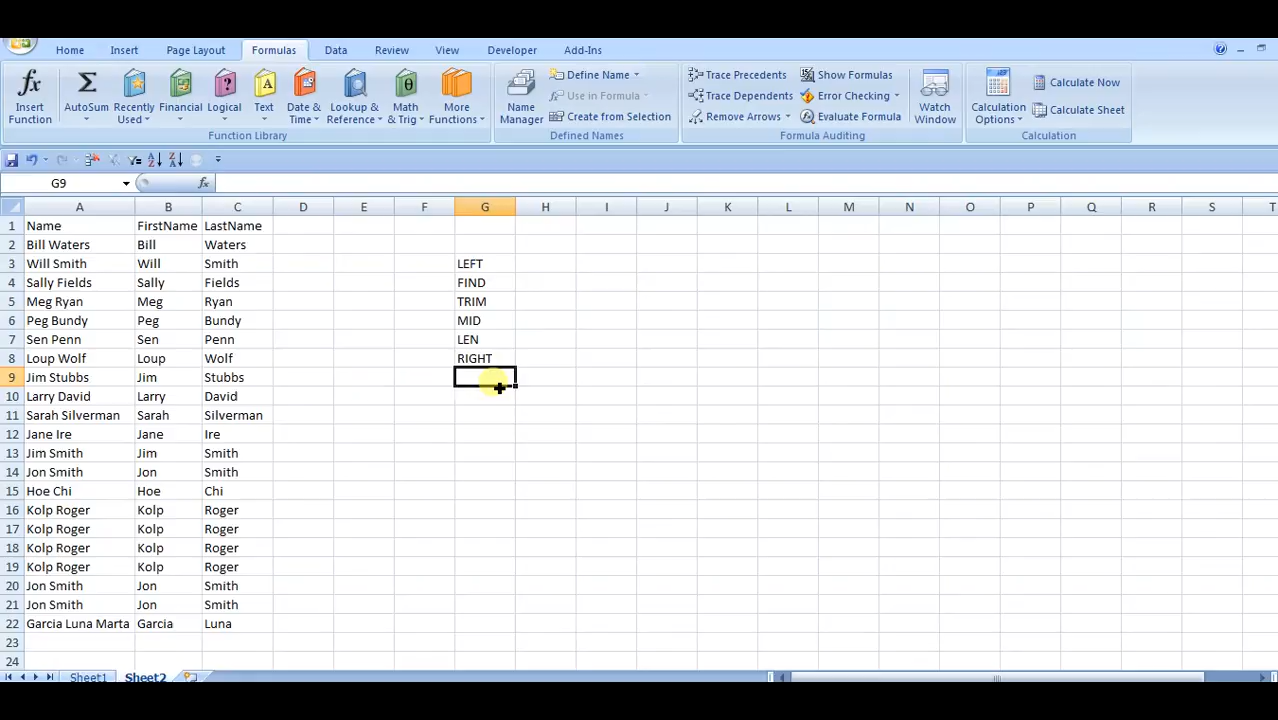 Home Insert Page Layout Formulas Data Review View Developer Add-Ins
fx Σ ? A θ
Insert Function AutoSum Recently Used Financial Logical Text Date & Time Lookup & Reference Math & Trig More Functions
Function Library
Name Manager Define Name Use in Formula Create from Selection
Defined Names
Trace Precedents Show Formulas
Trace Dependents Error Checking
Remove Arrows Evaluate Formula
Watch Window
Formula Auditing
Calculation Options Calculate Now Calculate Sheet
Calculation
G9 fx
A B C D E F G H I J K L M N O P Q R S T
1 Name FirstName LastName
2 Bill Waters Bill Waters
3 Will Smith Will Smith LEFT
4 Sally Fields Sally Fields FIND
5 Meg Ryan Meg Ryan TRIM
6 Peg Bundy Peg Bundy MID
7 Sen Penn Sen Penn LEN
8 Loup Wolf Loup Wolf RIGHT
9 Jim Stubbs Jim Stubbs
10 Larry David Larry David
11 Sarah Silverman Sarah Silverman
12 Jane Ire Jane Ire
13 Jim Smith Jim Smith
14 Jon Smith Jon Smith
15 Hoe Chi Hoe Chi
16 Kolp Roger Kolp Roger
17 Kolp Roger Kolp Roger
18 Kolp Roger Kolp Roger
19 Kolp Roger Kolp Roger
20 Jon Smith Jon Smith
21 Jon Smith Jon Smith
22 Garcia Luna Marta Garcia Luna
23
24
Sheet1 Sheet2